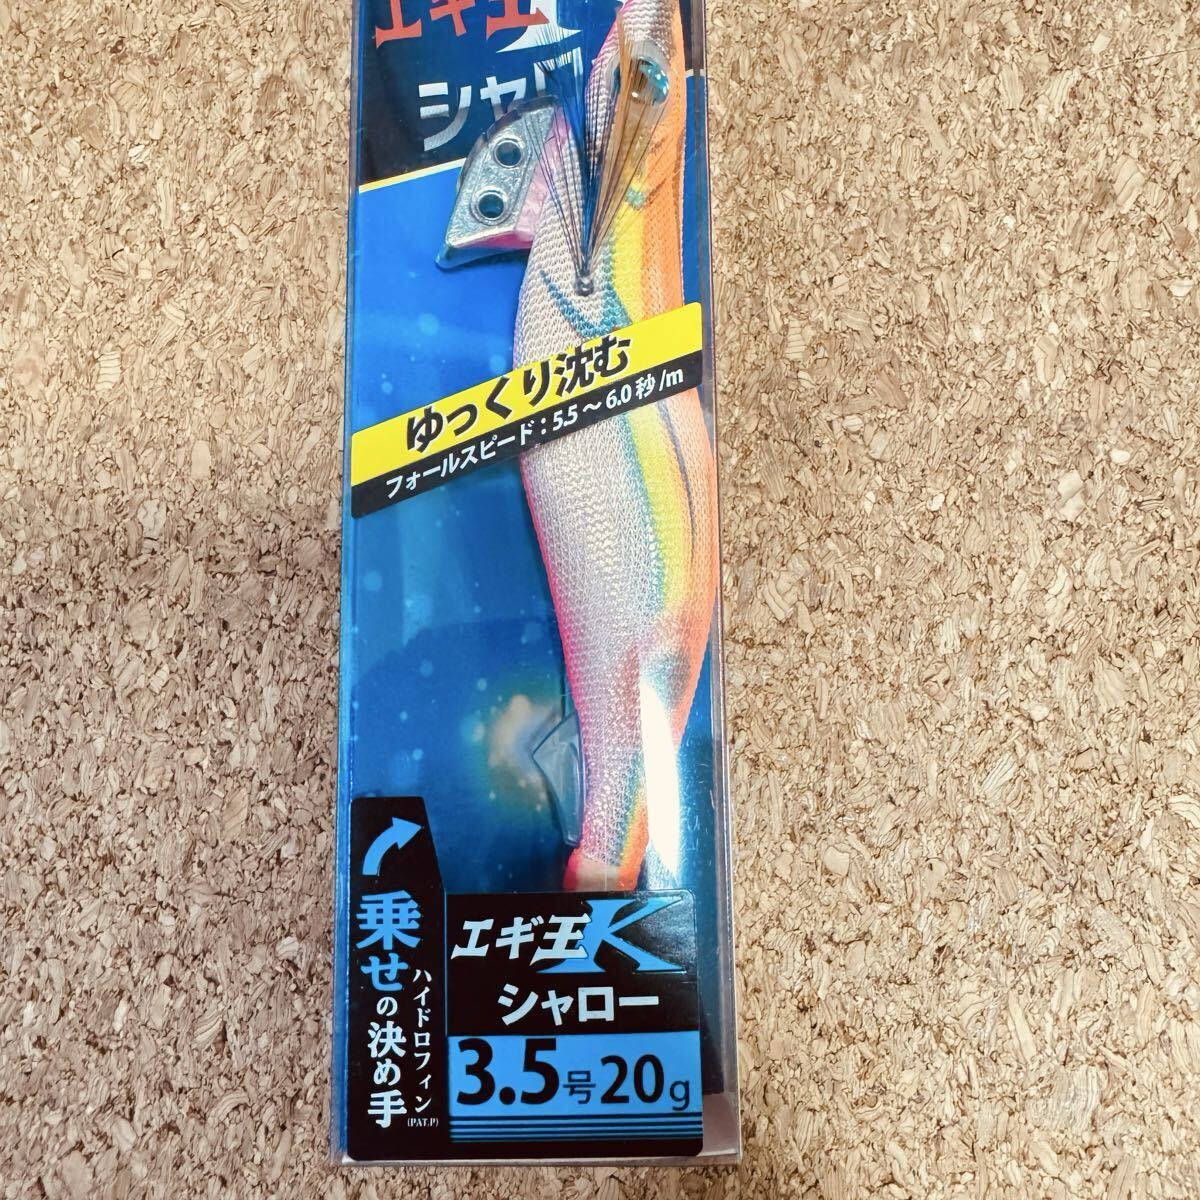 エギ王
シャロ
ゆっくり沈む
フォールスピード：5.5～6.0秒/m
乗せの決め手
ハイドロフィン
(PAT.P)
エギ王K
シャロー
3.5号20g